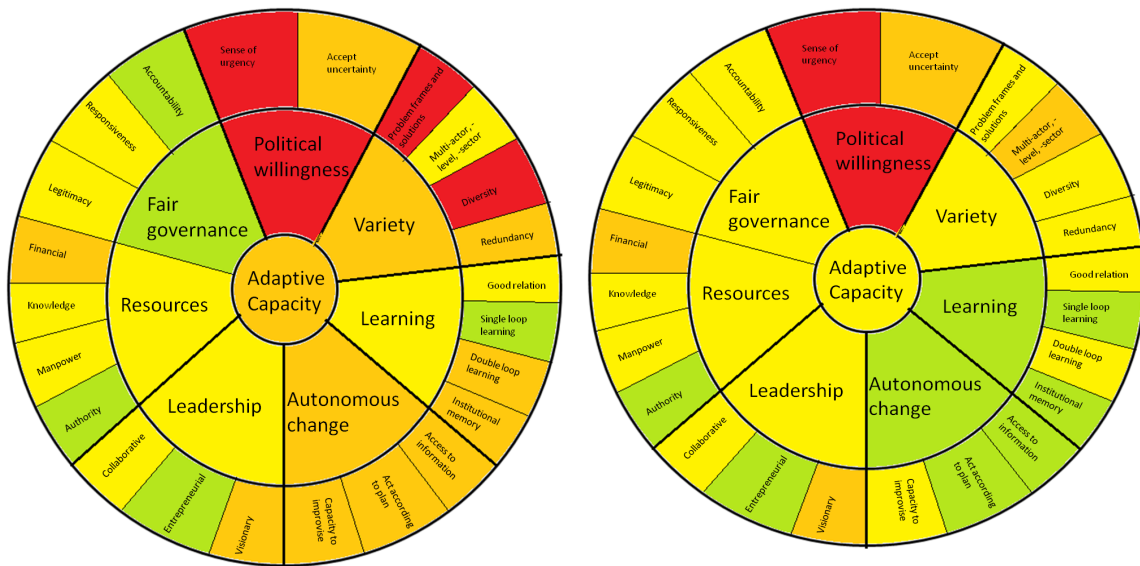 Sense of
urgency
Accept
uncertainty
Problem frames and
solutions
Multi-actor, -
level, -sector
Diversity
Redundancy
Good relation
Single loop
learning
Double loop
learning
Institutional
memory
Access to
information
Act according
to plan
Capacity to
improvise
Visionary
Entrepreneurial
Collaborative
Authority
Manpower
Knowledge
Financial
Legitimacy
Responsiveness
Accountability
Political
willingness
Variety
Learning
Autonomous
change
Leadership
Resources
Fair
governance
Adaptive
Capacity
Sense of
urgency
Accept
uncertainty
Problem frames and
solutions
Multi-actor, -
level, -sector
Diversity
Redundancy
Good relation
Single loop
learning
Double loop
learning
Institutional
memory
Access to
information
Act according
to plan
Capacity to
improvise
Visionary
Entrepreneurial
Collaborative
Authority
Manpower
Knowledge
Financial
Legitimacy
Responsiveness
Accountability
Political
willingness
Variety
Learning
Autonomous
change
Leadership
Resources
Fair
governance
Adaptive
Capacity